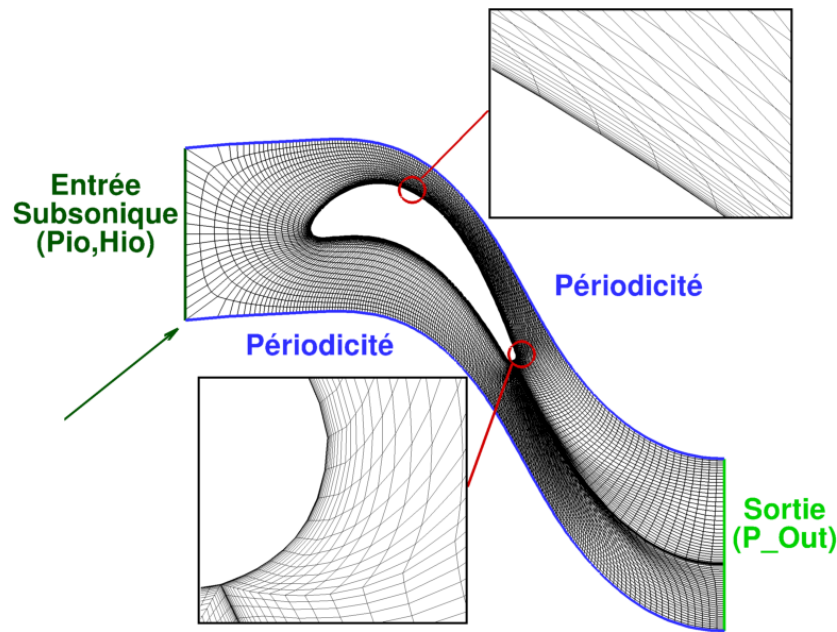 Entrée
Subsonique
(Pio,Hio)
Périodicité
Périodicité
Sortie
(P_Out)